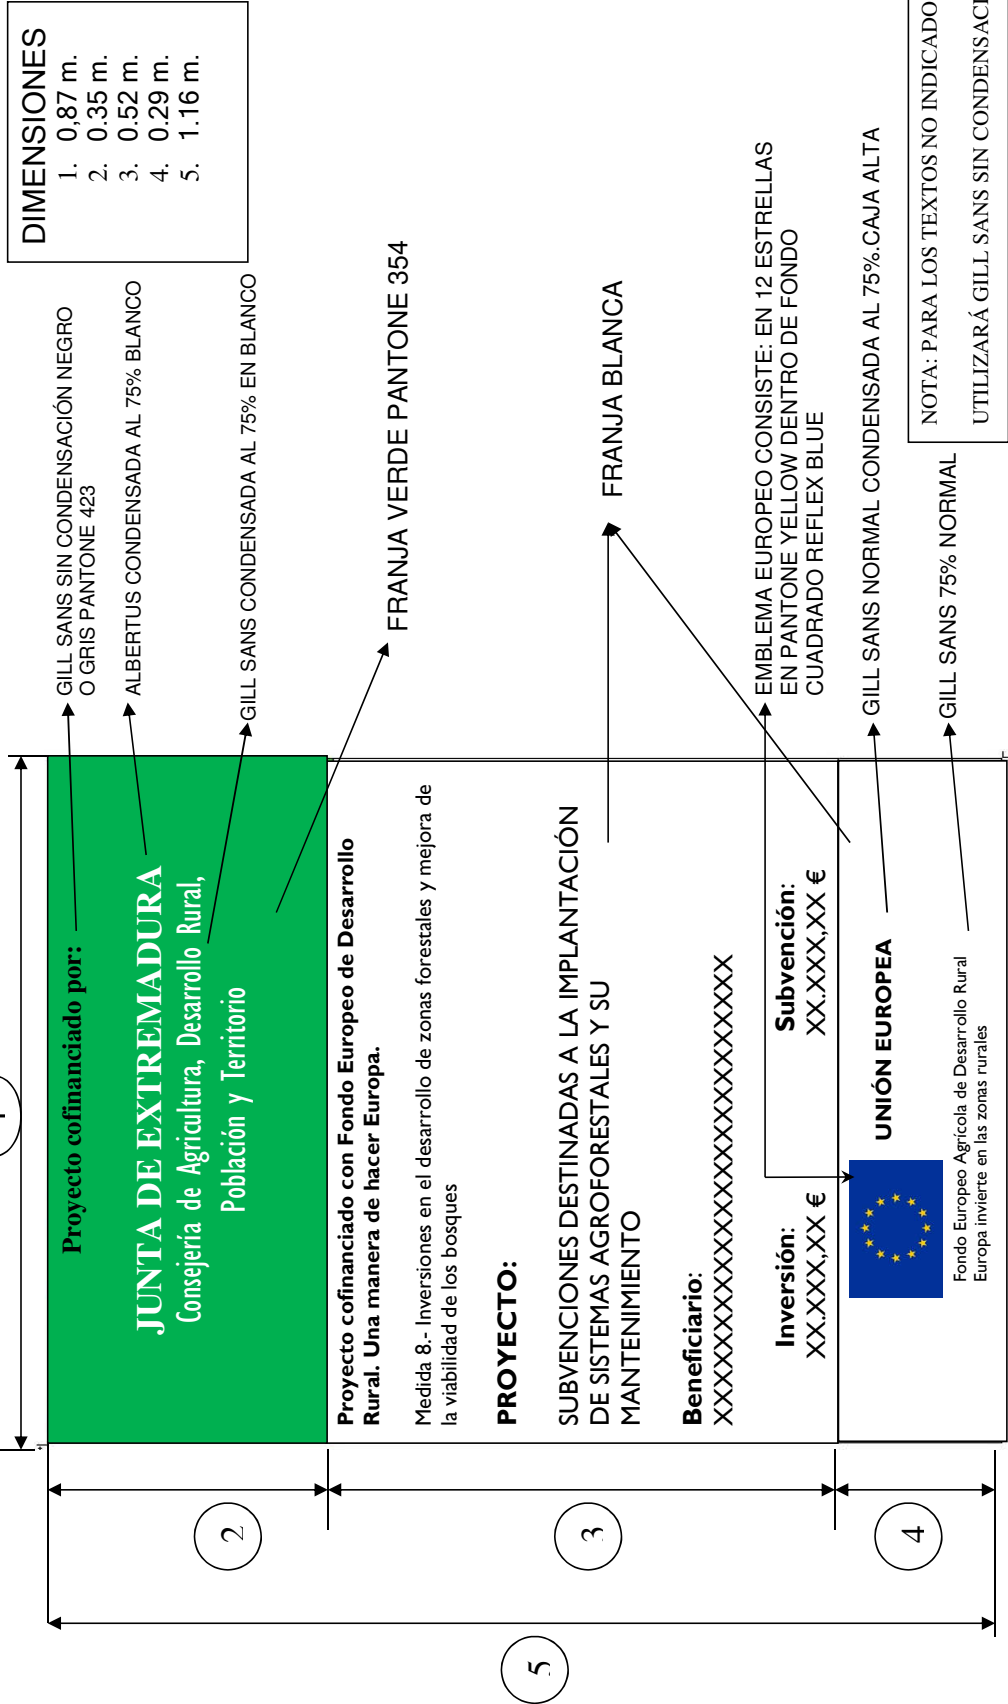 1
Proyecto cofinanciado por:
JUNTA DE EXTREMADURA
Consejería de Agricultura, Desarrollo Rural,
Población y Territorio
Proyecto cofinanciado con Fondo Europeo de Desarrollo
Rural. Una manera de hacer Europa.
Medida 8.- Inversiones en el desarrollo de zonas forestales y mejora de
la viabilidad de los bosques
PROYECTO:
SUBVENCIONES DESTINADAS A LA IMPLANTACIÓN
DE SISTEMAS AGROFORESTALES Y SU
MANTENIMIENTO
Beneficiario:
XXXXXXXXXXXXXXXXXXXXXXXXXXXXXXX
Inversión:
XX.XXX,XX €
Subvención:
XX.XXX,XX €
UNIÓN EUROPEA
Fondo Europeo Agrícola de Desarrollo Rural
Europa invierte en las zonas rurales
2
3
4
5
GILL SANS SIN CONDENSACIÓN NEGRO
O GRIS PANTONE 423
ALBERTUS CONDENSADA AL 75% BLANCO
GILL SANS CONDENSADA AL 75% EN BLANCO
FRANJA VERDE PANTONE 354
FRANJA BLANCA
EMBLEMA EUROPEO CONSISTE: EN 12 ESTRELLAS
EN PANTONE YELLOW DENTRO DE FONDO
CUADRADO REFLEX BLUE
GILL SANS NORMAL CONDENSADA AL 75%.CAJA ALTA
GILL SANS 75% NORMAL
DIMENSIONES
1. 0,87 m.
2. 0.35 m.
3. 0.52 m.
4. 0.29 m.
5. 1.16 m.
NOTA: PARA LOS TEXTOS NO INDICADO
UTILIZARÁ GILL SANS SIN CONDENSACI